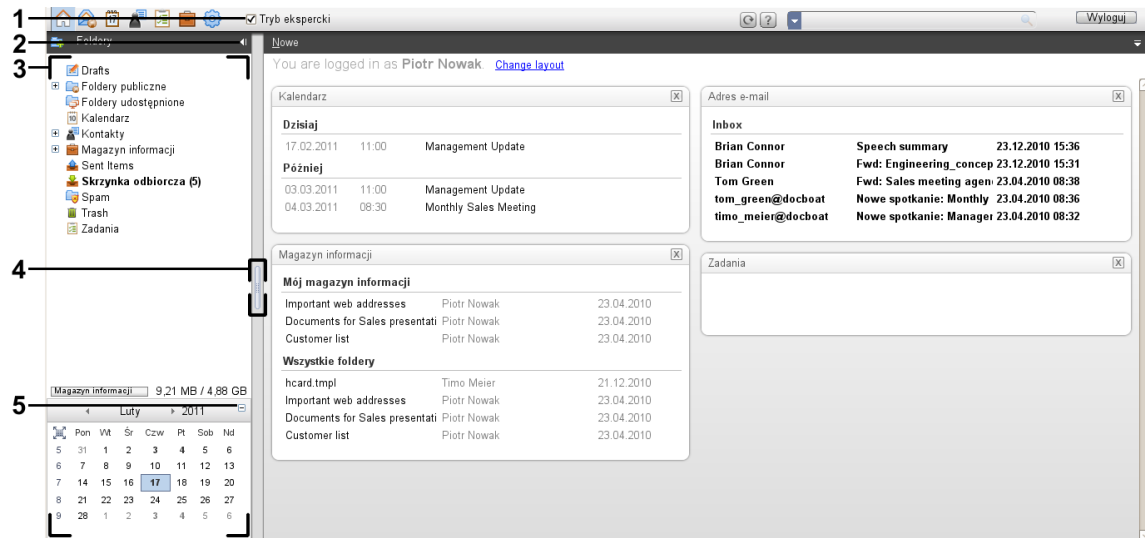 1
Tryb ekspercki
?
Wyloguj
2
Foldery
Nowe
3
You are logged in as Piotr Nowak. Change layout
Drafts
Foldery publiczne
Foldery udostępnione
Kalendarz
Kontakty
Magazyn informacji
Sent Items
Skrzynka odbiorcza (5)
Spam
Trash
Zadania
4
Magazyn informacji 9,21 MB / 4,88 GB
5
Luty 2011
Pon Wt Śr Czw Pt Sob Nd
5 31 1 2 3 4 5 6
6 7 8 9 10 11 12 13
7 14 15 16 17 18 19 20
8 21 22 23 24 25 26 27
9 28 1 2 3 4 5 6
Kalendarz X
Dzisiaj
17.02.2011 11:00 Management Update
Później
03.03.2011 11:00 Management Update
04.03.2011 08:30 Monthly Sales Meeting
Magazyn informacji X
Mój magazyn informacji
Important web addresses Piotr Nowak 23.04.2010
Documents for Sales presentati Piotr Nowak 23.04.2010
Customer list Piotr Nowak 23.04.2010
Wszystkie foldery
hcard.tmpl Timo Meier 21.12.2010
Important web addresses Piotr Nowak 23.04.2010
Documents for Sales presentati Piotr Nowak 23.04.2010
Customer list Piotr Nowak 23.04.2010
Adres e-mail X
Inbox
Brian Connor Speech summary 23.12.2010 15:36
Brian Connor Fwd: Engineering_concep 23.12.2010 15:31
Tom Green Fwd: Sales meeting agen 23.04.2010 08:38
tom_green@docboat Nowe spotkanie: Monthly 23.04.2010 08:36
timo_meier@docboat Nowe spotkanie: Manager 23.04.2010 08:32
Zadania X